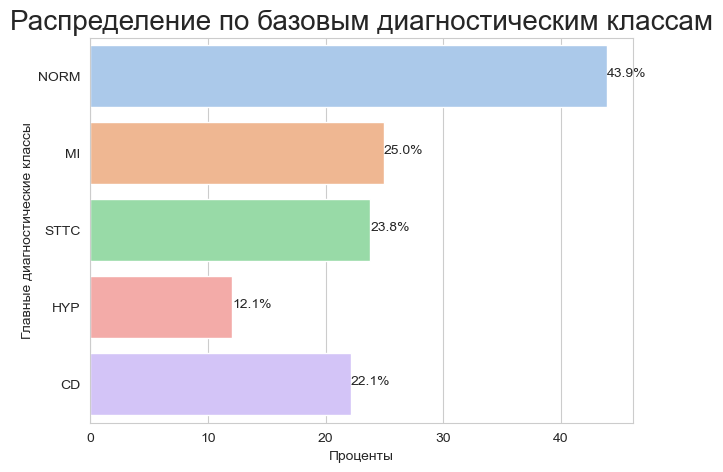 Распределение по базовым диагностическим классам
Главные диагностические классы
NORM 43.9%
MI 25.0%
STTC 23.8%
HYP 12.1%
CD 22.1%
0 10 20 30 40
Проценты